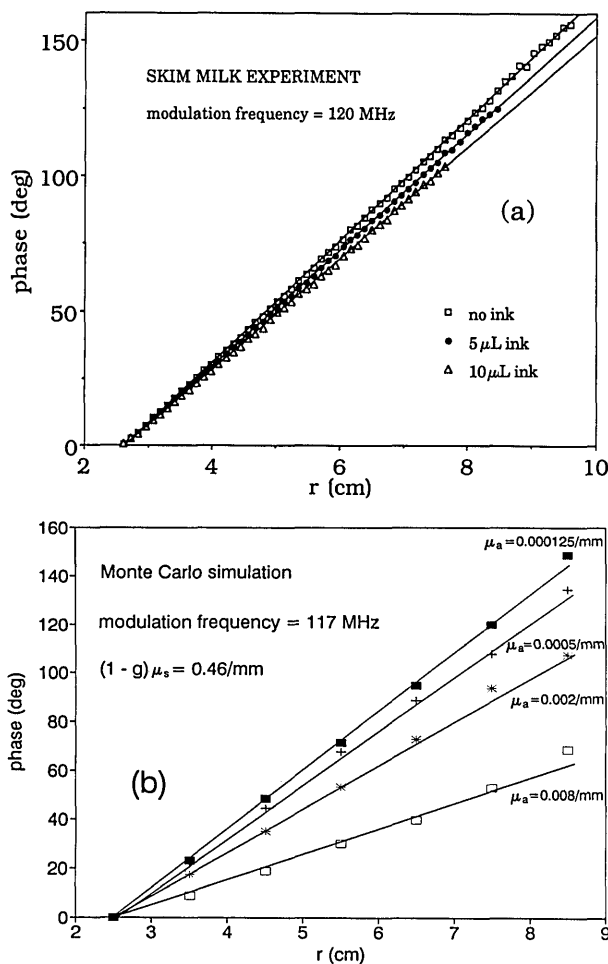 150
SKIM MILK EXPERIMENT
modulation frequency = 120 MHz
100
phase (deg)
(a)
50
□ no ink
● 5 μL ink
△ 10 μL ink
0
2 4 6 8 10
r (cm)
160
μa=0.000125/mm
Monte Carlo simulation
140
modulation frequency = 117 MHz
120
(1 - g) μs = 0.46/mm
μa=0.0005/mm
100
μa=0.002/mm
80
phase (deg)
60
(b)
μa=0.008/mm
40
20
0
2 3 4 5 6 7 8 9
r (cm)